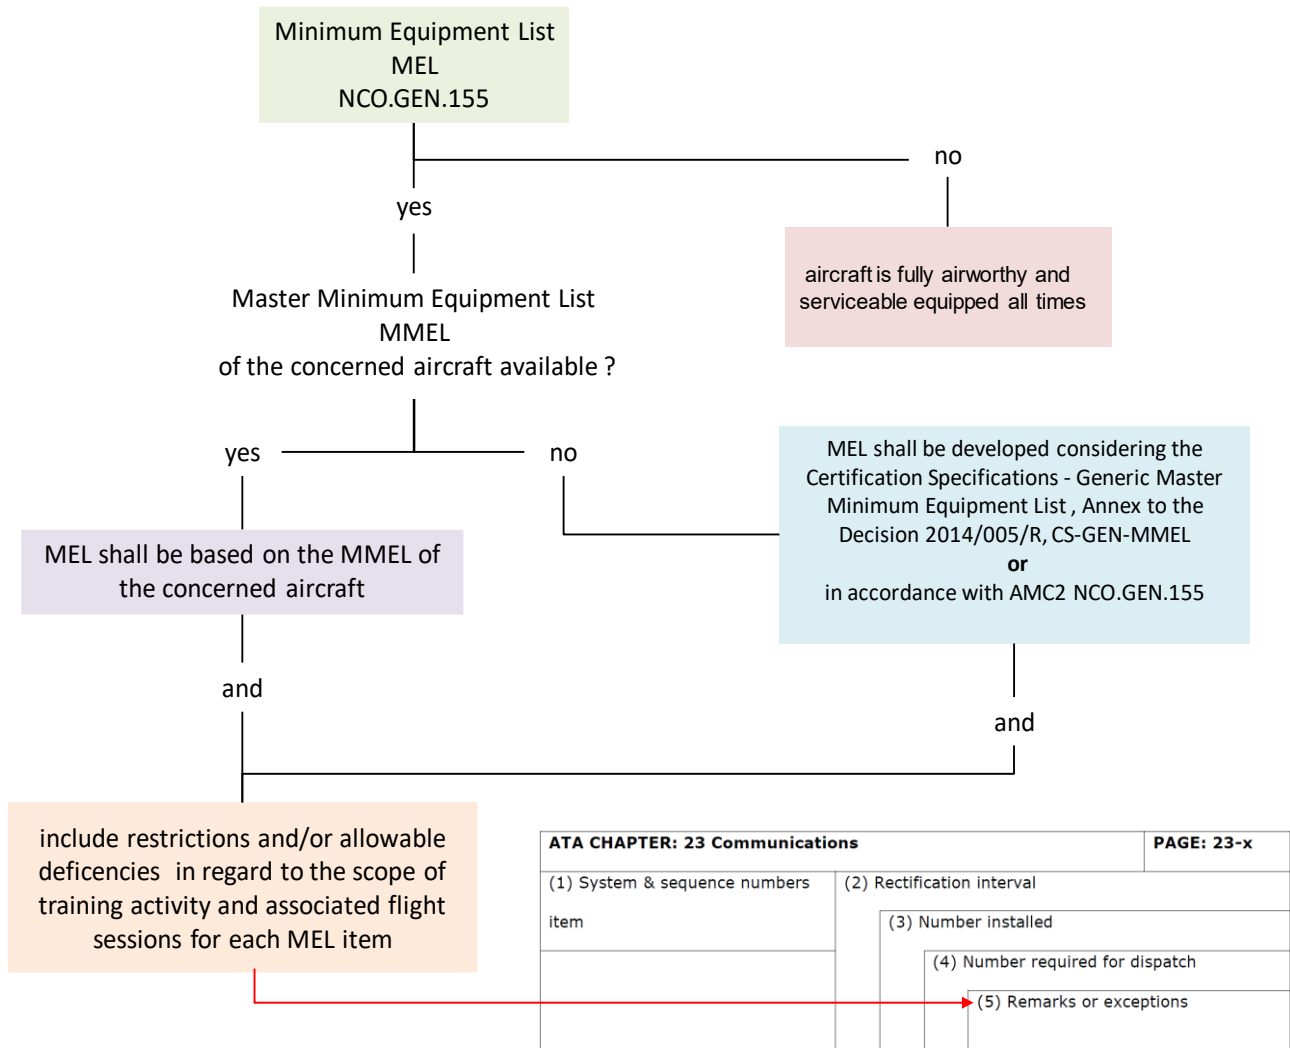 Minimum Equipment List
MEL
NCO.GEN.155
no
yes
aircraft is fully airworthy and
serviceable equipped all times
Master Minimum Equipment List
MMEL
of the concerned aircraft available ?
yes
no
MEL shall be developed considering the
Certification Specifications - Generic Master
Minimum Equipment List , Annex to the
Decision 2014/005/R, CS-GEN-MMEL
or
in accordance with AMC2 NCO.GEN.155
MEL shall be based on the MMEL of
the concerned aircraft
and
and
include restrictions and/or allowable
deficencies in regard to the scope of
training activity and associated flight
sessions for each MEL item
ATA CHAPTER: 23 Communications
PAGE: 23-x
(1) System & sequence numbers
item
(2) Rectification interval
(3) Number installed
(4) Number required for dispatch
(5) Remarks or exceptions